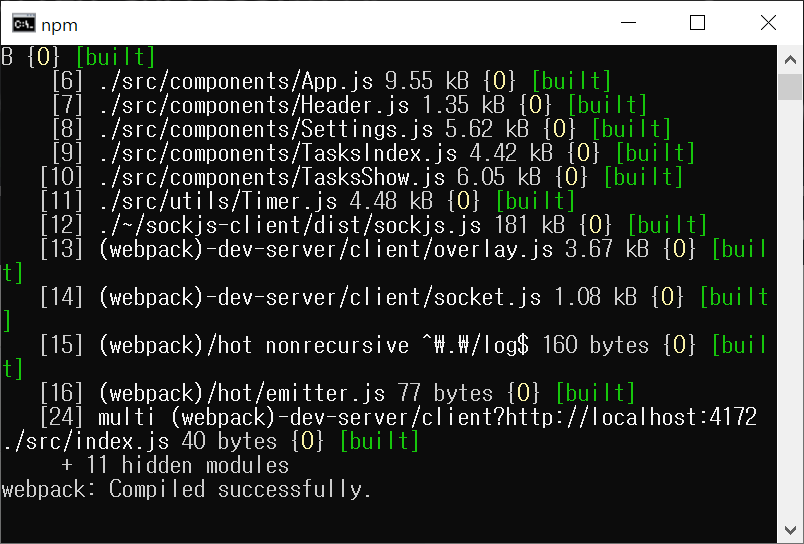 npm
B {0} [built]
[6] ./src/components/App.js 9.55 kB {0} [built]
[7] ./src/components/Header.js 1.35 kB {0} [built]
[8] ./src/components/Settings.js 5.62 kB {0} [built]
[9] ./src/components/TasksIndex.js 4.42 kB {0} [built]
[10] ./src/components/TasksShow.js 6.05 kB {0} [built]
[11] ./src/utils/Timer.js 4.48 kB {0} [built]
[12] ./~/sockjs-client/dist/sockjs.js 181 kB {0} [built]
[13] (webpack)-dev-server/client/overlay.js 3.67 kB {0} [buil
t]
[14] (webpack)-dev-server/client/socket.js 1.08 kB {0} [built
]
[15] (webpack)/hot nonrecursive ^₩.₩/log$ 160 bytes {0} [buil
t]
[16] (webpack)/hot/emitter.js 77 bytes {0} [built]
[24] multi (webpack)-dev-server/client?http://localhost:4172
./src/index.js 40 bytes {0} [built]
+ 11 hidden modules
webpack: Compiled successfully.